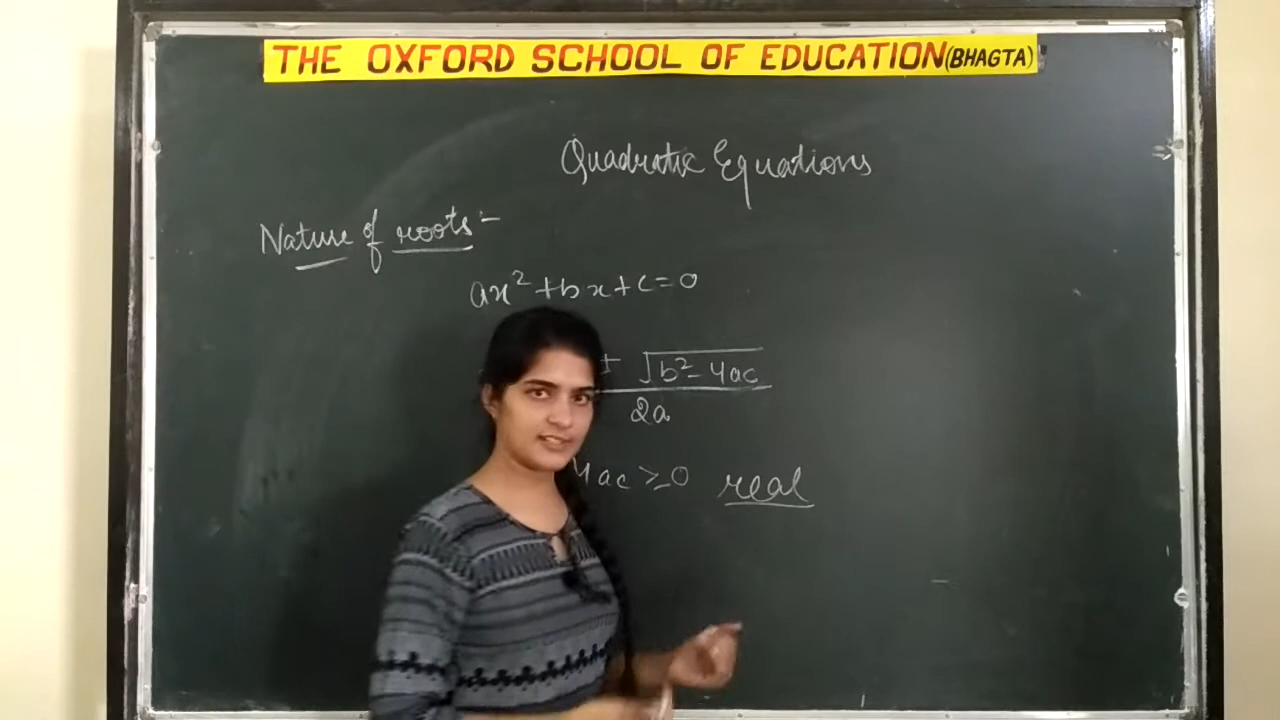 THE OXFORD SCHOOL OF EDUCATION(BHAGTA)
Quadratic Equations
Nature of roots:-
ax²+bx+c=0
± √b²-4ac
2a
4ac ≥0 real